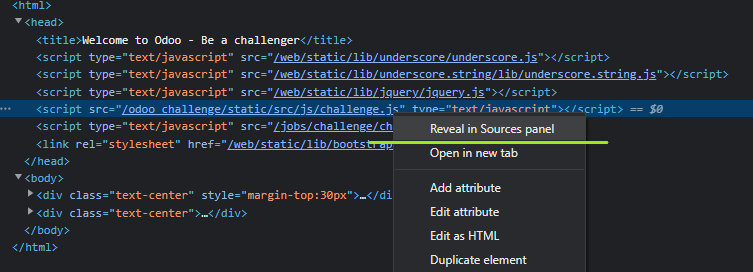 <html>
<head>
<title>Welcome to Odoo - Be a challenger</title>
<script type="text/javascript" src="/web/static/lib/underscore/underscore.js"></script>
<script type="text/javascript" src="/web/static/lib/underscore.string/lib/underscore.string.js"></script>
<script type="text/javascript" src="/web/static/lib/jquery/jquery.js"></script>
<script src="/odoo_challenge/static/src/js/challenge.js" type="text/javascript"></script> == $0
<script type="text/javascript" src="/jobs/challenge/ch
<link rel="stylesheet" href="/web/static/lib/bootstrap
</head>
<body>
<div class="text-center" style="margin-top:30px">…</di
<div class="text-center">…</div>
</body>
</html>
Reveal in Sources panel
Open in new tab
Add attribute
Edit attribute
Edit as HTML
Duplicate element